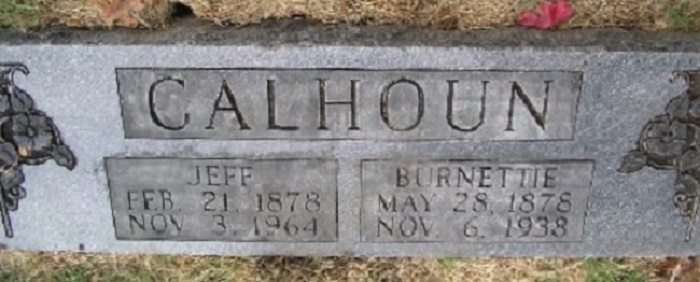 CALHOUN
JEFF
FEB. 21, 1878
NOV. 3, 1964
BURNETTIE
MAY 28, 1878
NOV. 6, 1938